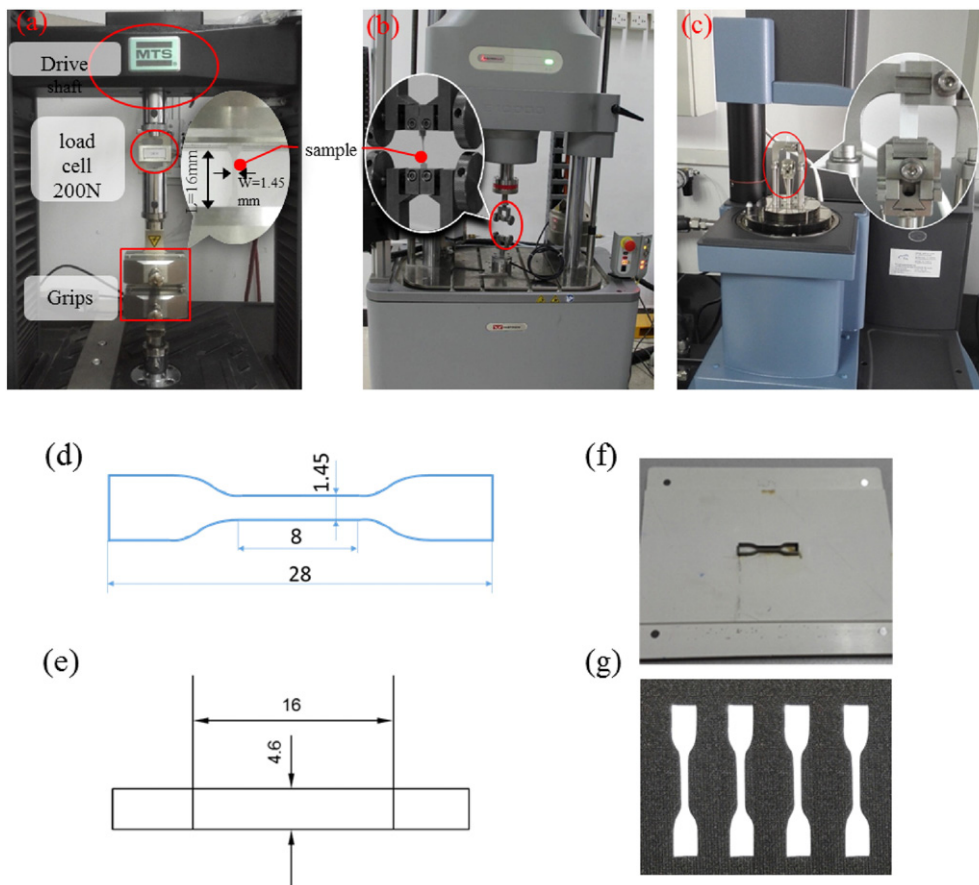 (a)
MTS
Drive
shaft
load
cell
200N
L=16mm
W=1.45
mm
sample
Grips
(b)
(c)
(d)
1.45
8
28
(e)
16
4.6
(f)
(g)